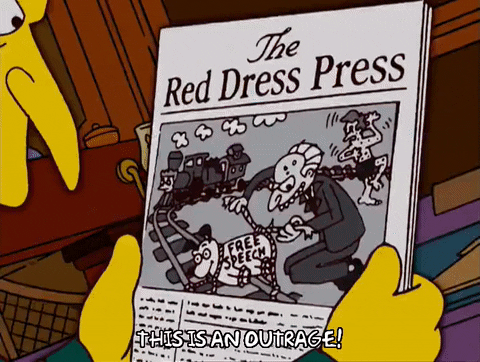 The
Red Dress Press
FREE
SPEECH
THIS IS AN OUTRAGE!